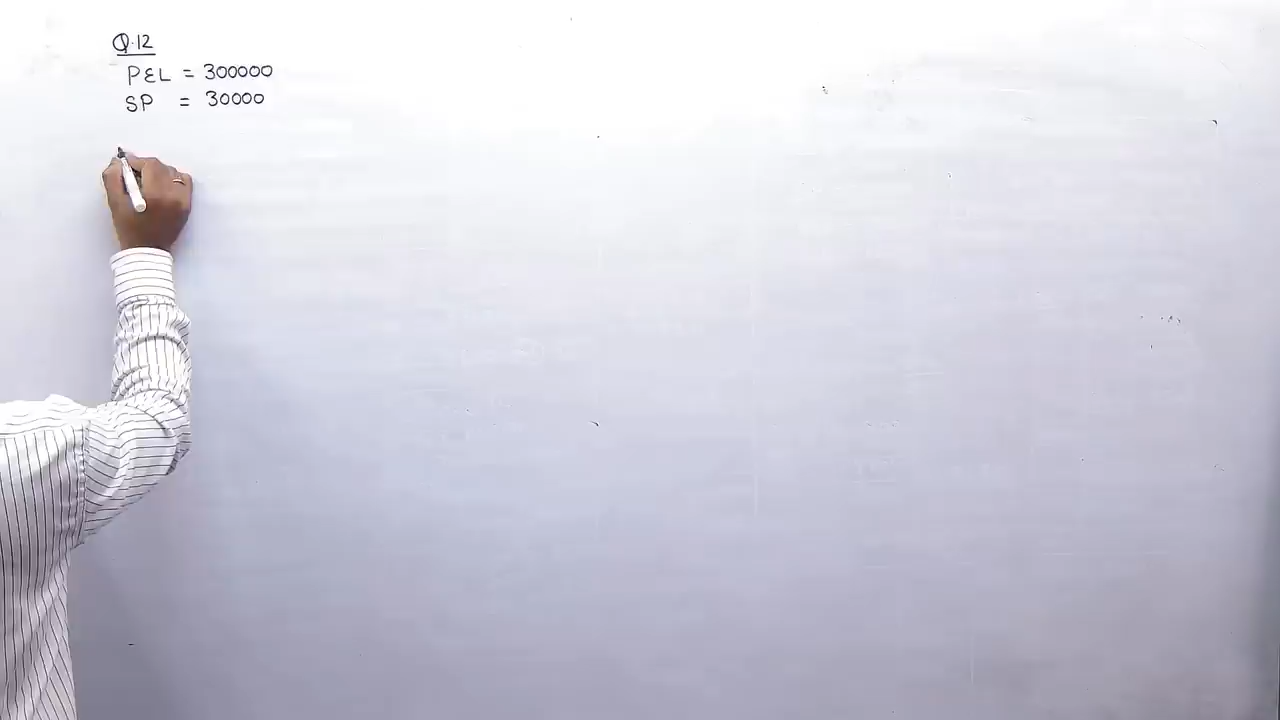 Q.12
P&L = 300000
SP = 30000